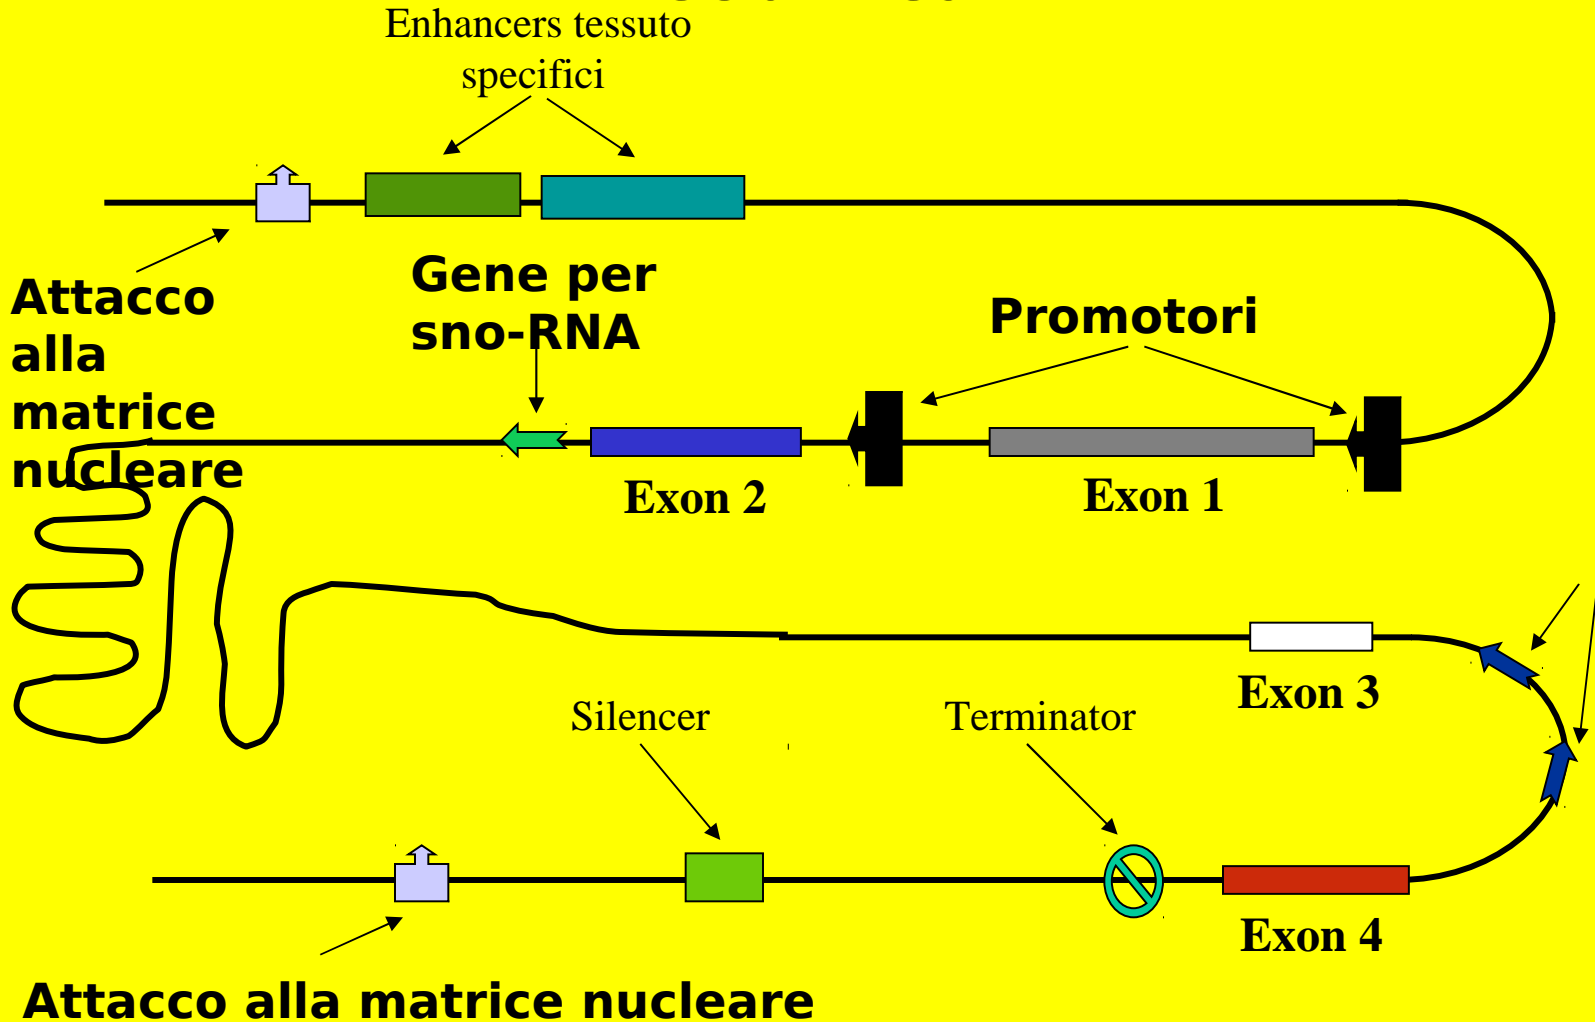 Enhancers tessuto
specifici
Attacco
alla
matrice
nucleare
Gene per
sno-RNA
Promotori
Exon 2
Exon 1
Exon 3
Silencer
Terminator
Exon 4
Attacco alla matrice nucleare